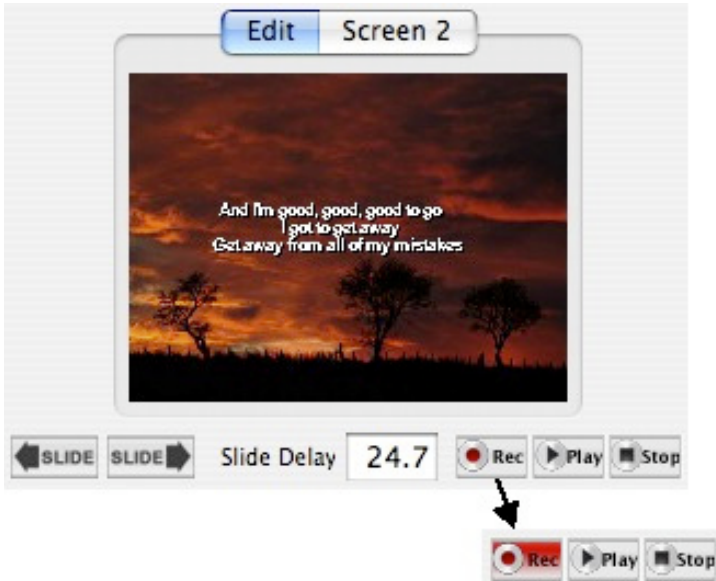 Edit Screen 2
And I'm good, good, good to go
I got to get away
Get away from all of my mistakes
SLIDE SLIDE Slide Delay 24.7 Rec Play Stop
Rec Play Stop